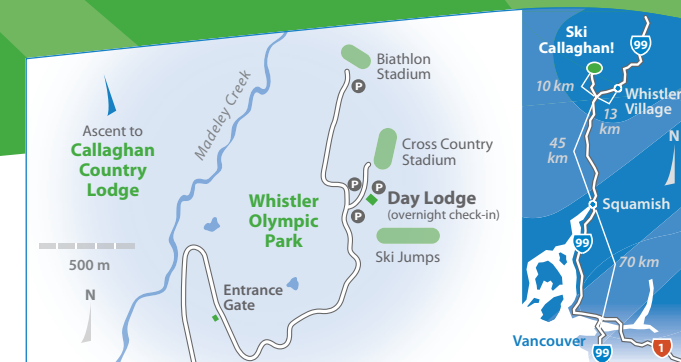 Biathlon
Stadium
P
Madeley Creek
Ascent to
Callaghan
Country
Lodge
Cross Country
Stadium
P
P
P
Day Lodge
(overnight check-in)
Whistler
Olympic
Park
Ski Jumps
500 m
N
Entrance
Gate
Ski
Callaghan!
99
10 km
Whistler
Village
13
km
45
km
N
Squamish
99
70 km
Vancouver
99
1